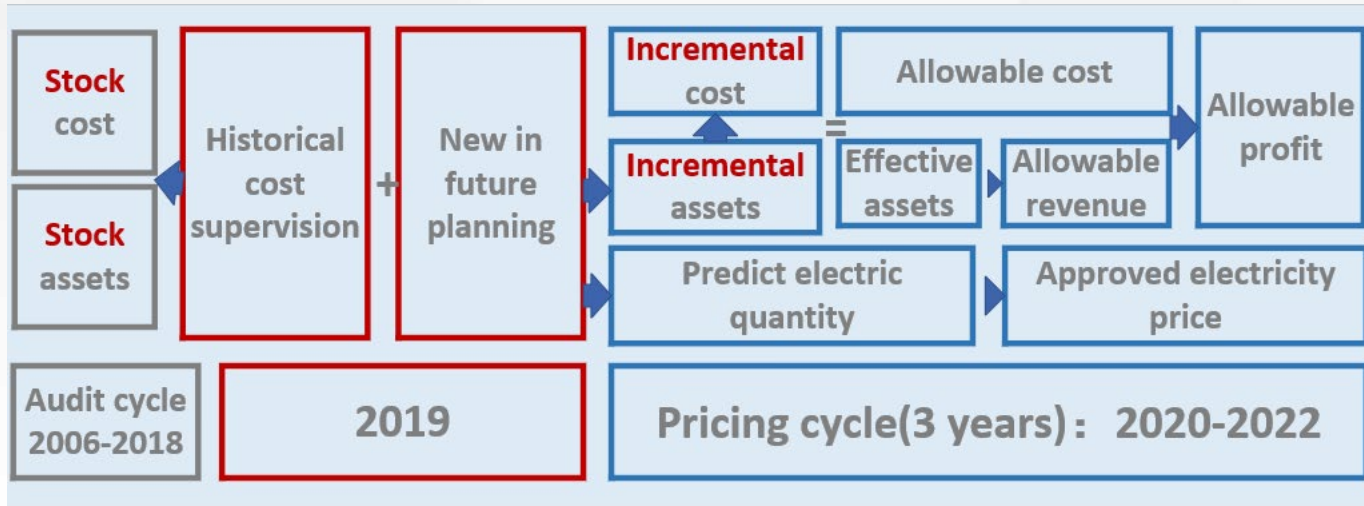 Stock
cost
Stock
assets
Historical
cost
supervision
+
New in
future
planning
Incremental
cost
Incremental
assets
=
Allowable cost
Effective
assets
Allowable
revenue
Allowable
profit
Predict electric
quantity
Approved electricity
price
Audit cycle
2006-2018
2019
Pricing cycle(3 years)：2020-2022